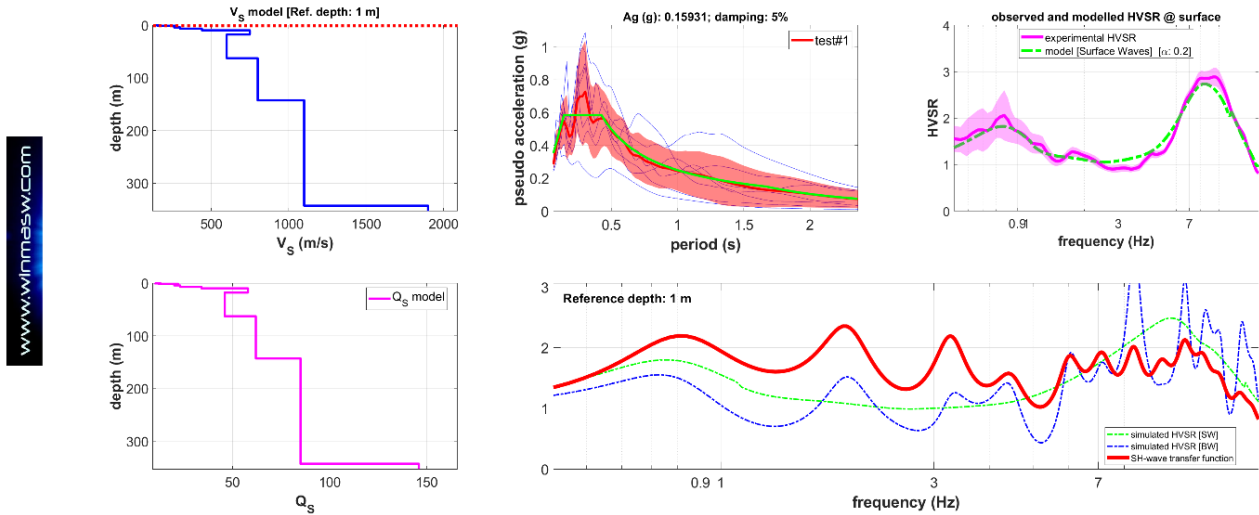 www.winmasw.com
V_S model [Ref. depth: 1 m]
0
100
200
300
depth (m)
500
1000
1500
2000
V_S (m/s)
Ag (g): 0.15931; damping: 5%
test#1
0
0.2
0.4
0.6
0.8
1
pseudo acceleration (g)
0.5
1
1.5
2
period (s)
observed and modelled HVSR @ surface
experimental HVSR
model [Surface Waves] [α: 0.2]
4
3
2
1
0
HVSR
0.9
1
3
7
frequency (Hz)
Q_S model
0
100
200
300
depth (m)
50
100
150
Q_S
Reference depth: 1 m
3
2
1
0
simulated HVSR [SW]
simulated HVSR [BW]
SH-wave transfer function
0.9 1
3
7
frequency (Hz)